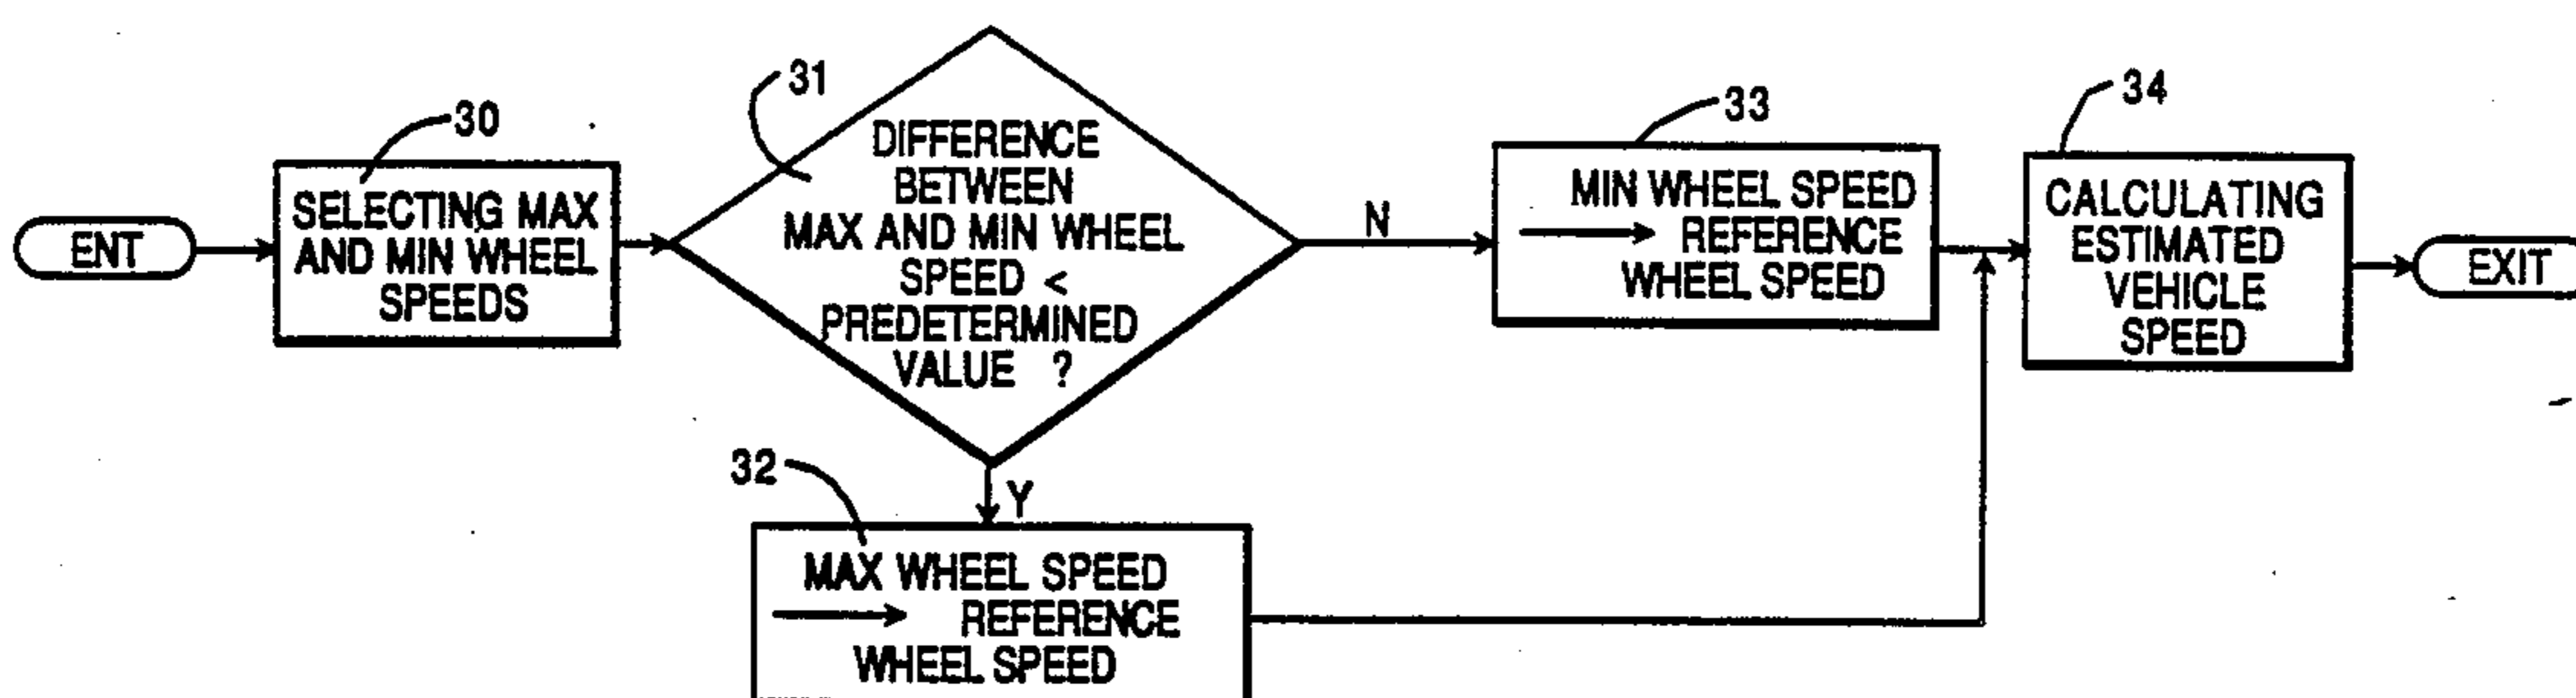 ENT
30
SELECTING MAX
AND MIN WHEEL
SPEEDS
31
DIFFERENCE
BETWEEN
MAX AND MIN WHEEL
SPEED <
PREDETERMINED
VALUE ?
N
Y
32
MAX WHEEL SPEED
→ REFERENCE
WHEEL SPEED
33
MIN WHEEL SPEED
→ REFERENCE
WHEEL SPEED
34
CALCULATING
ESTIMATED
VEHICLE
SPEED
EXIT